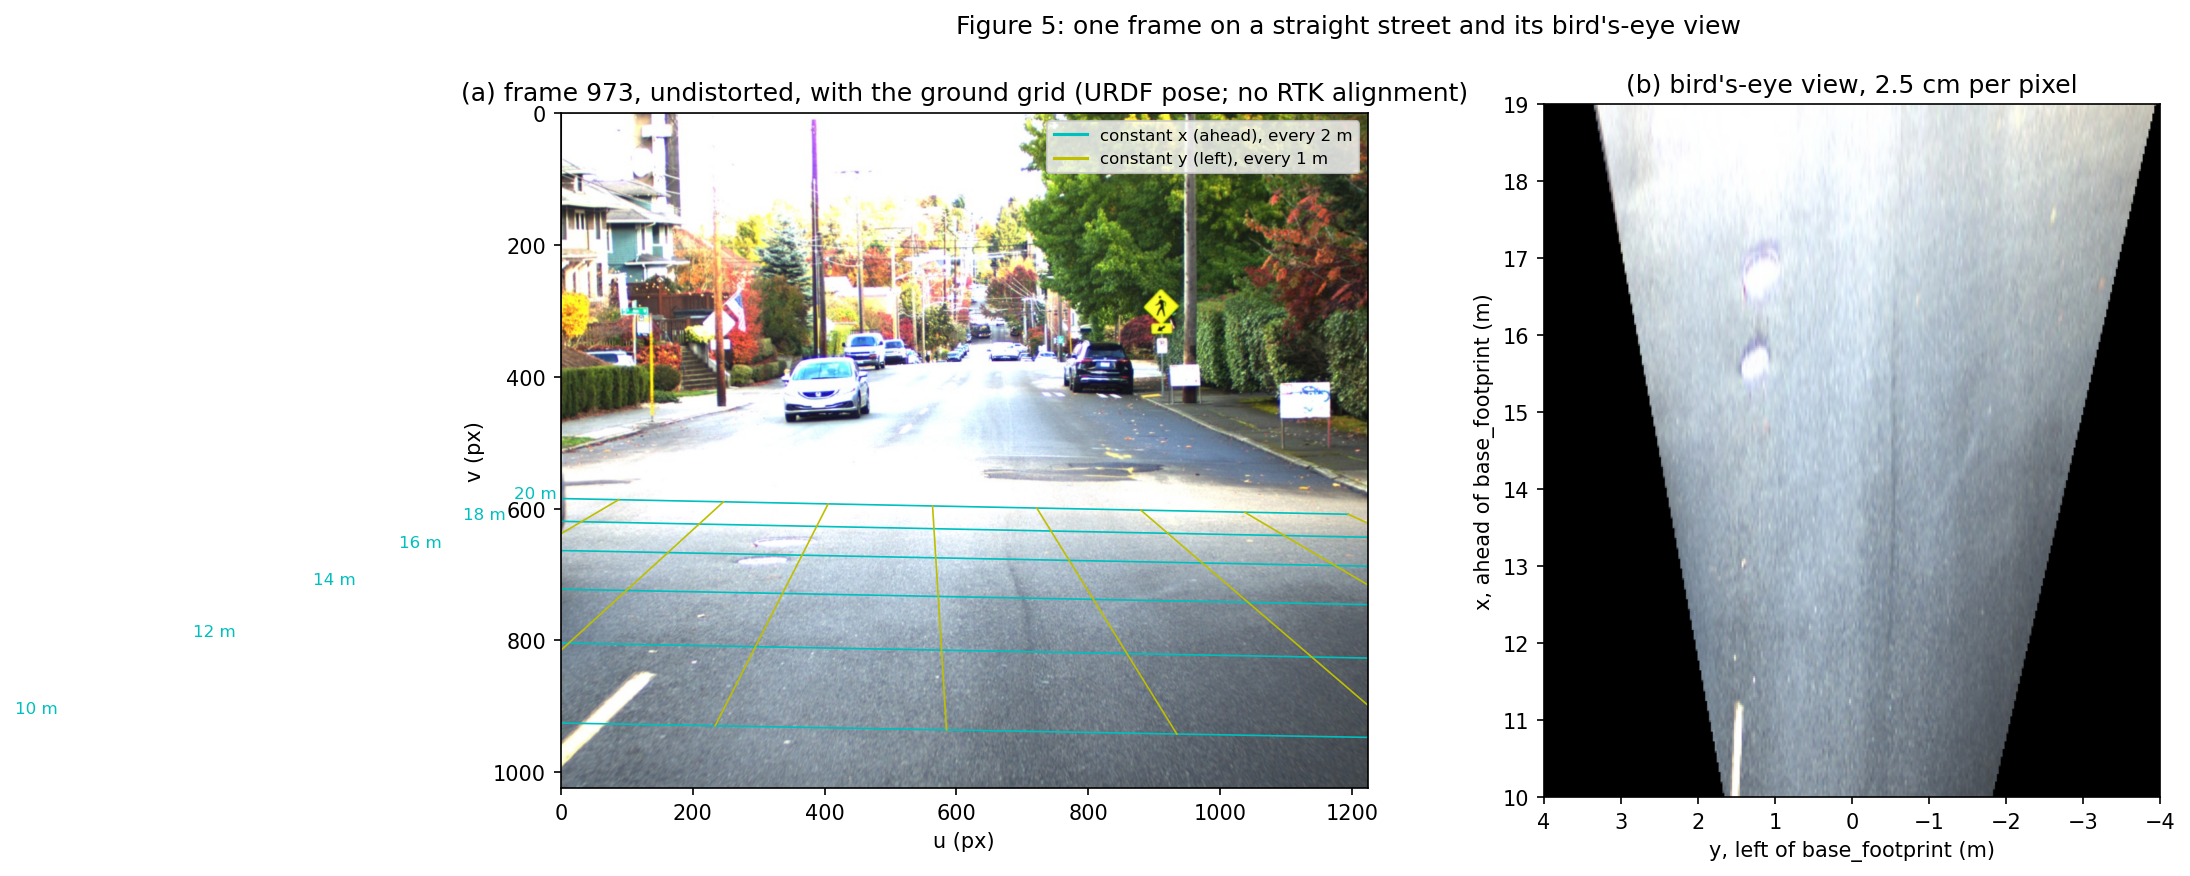 Figure 5: one frame on a straight street and its bird's-eye view
(a) frame 973, undistorted, with the ground grid (URDF pose; no RTK alignment)
constant x (ahead), every 2 m
constant y (left), every 1 m
0
200
400
600
800
1000
v (px)
20 m
18 m
16 m
14 m
12 m
10 m
0 200 400 600 800 1000 1200
u (px)
(b) bird's-eye view, 2.5 cm per pixel
19
18
17
16
15
14
13
12
11
10
x, ahead of base_footprint (m)
4 3 2 1 0 −1 −2 −3 −4
y, left of base_footprint (m)